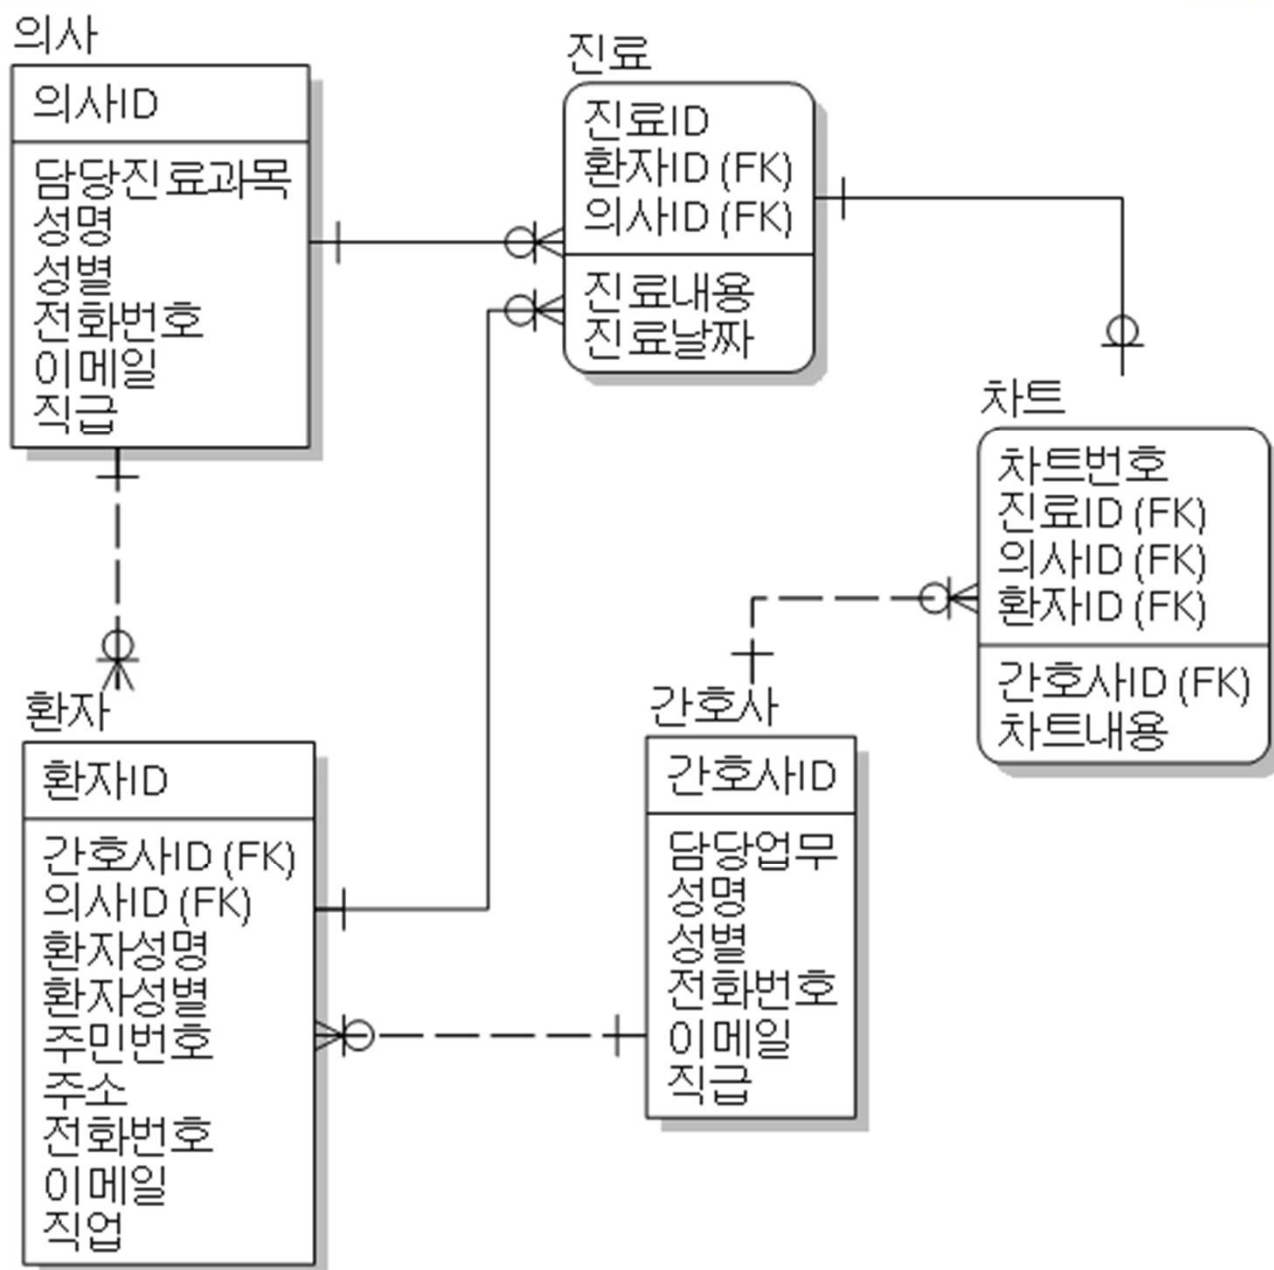 의사
의사ID
담당진료과목
성명
성별
전화번호
이메일
직급
진료
진료ID
환자ID (FK)
의사ID (FK)
진료내용
진료날짜
차트
차트번호
진료ID (FK)
의사ID (FK)
환자ID (FK)
간호사ID (FK)
차트내용
환자
환자ID
간호사ID (FK)
의사ID (FK)
환자성명
환자성별
주민번호
주소
전화번호
이메일
직업
간호사
간호사ID
담당업무
성명
성별
전화번호
이메일
직급